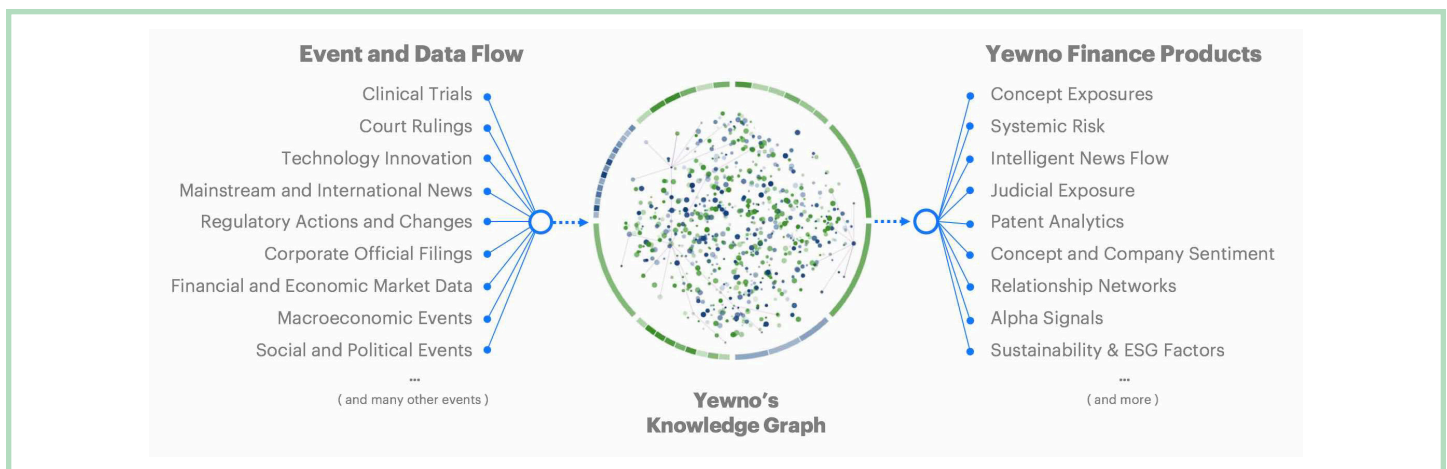 Event and Data Flow
Clinical Trials
Court Rulings
Technology Innovation
Mainstream and International News
Regulatory Actions and Changes
Corporate Official Filings
Financial and Economic Market Data
Macroeconomic Events
Social and Political Events
...
( and many other events )
Yewno's
Knowledge Graph
Yewno Finance Products
Concept Exposures
Systemic Risk
Intelligent News Flow
Judicial Exposure
Patent Analytics
Concept and Company Sentiment
Relationship Networks
Alpha Signals
Sustainability & ESG Factors
...
( and more )